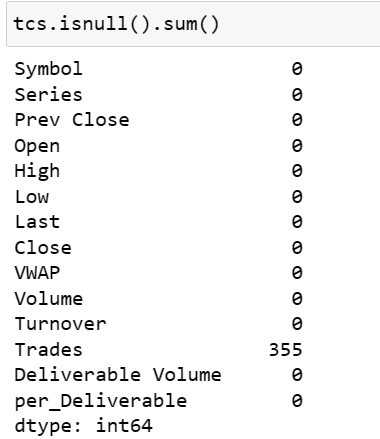 tcs.isnull().sum()
Symbol 0
Series 0
Prev Close 0
Open 0
High 0
Low 0
Last 0
Close 0
VWAP 0
Volume 0
Turnover 0
Trades 355
Deliverable Volume 0
per_Deliverable 0
dtype: int64